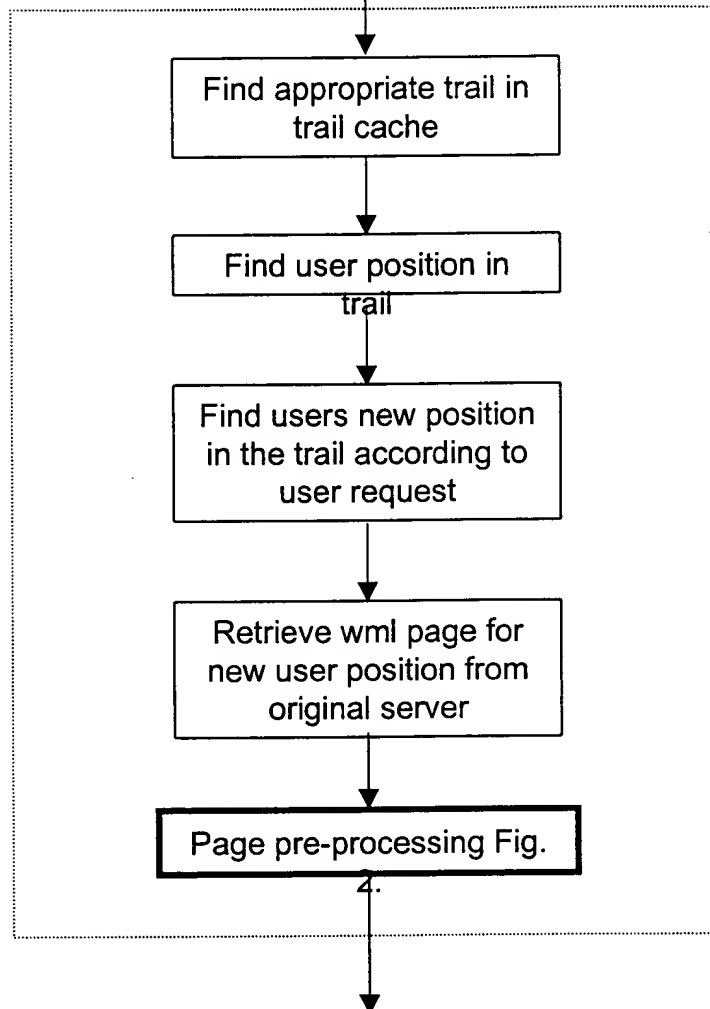 Find appropriate trail in
trail cache
Find user position in
trail
Find users new position
in the trail according to
user request
Retrieve wml page for
new user position from
original server
Page pre-processing Fig.
2.